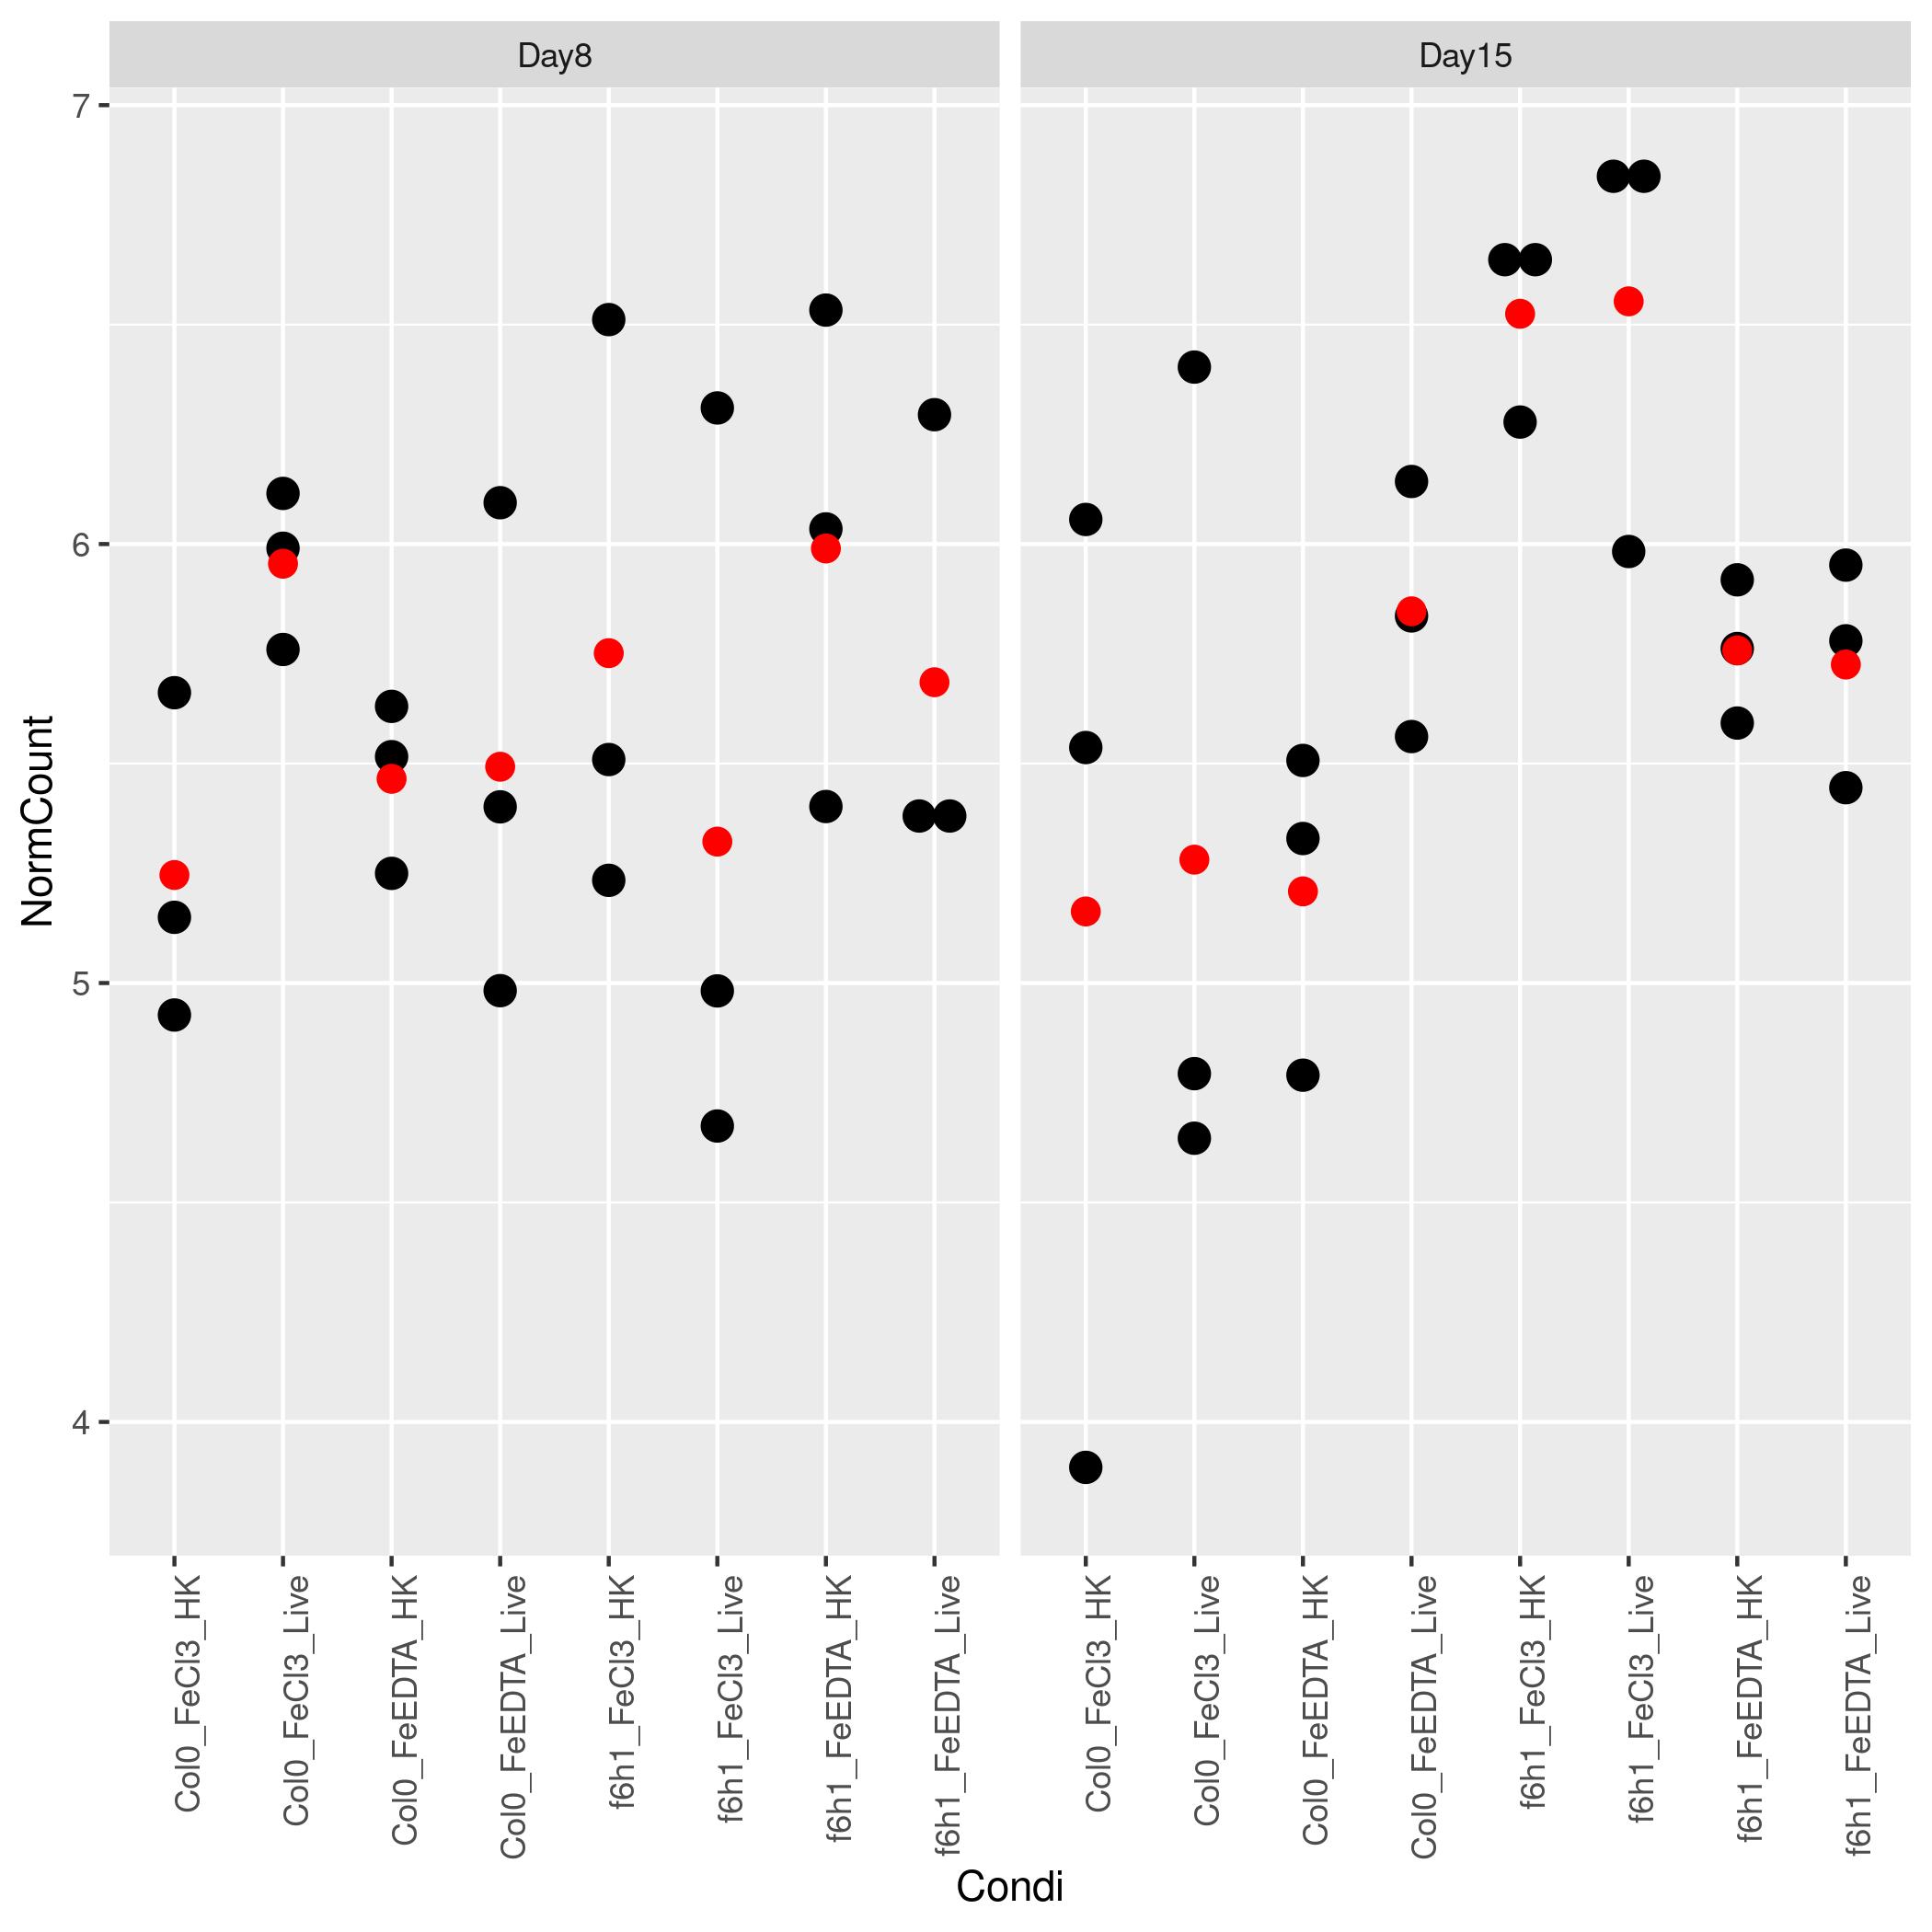 Day8
Day15
NormCount
7
6
5
4
Col0_FeCl3_HK
Col0_FeCl3_Live
Col0_FeEDTA_HK
Col0_FeEDTA_Live
f6h1_FeCl3_HK
f6h1_FeCl3_Live
f6h1_FeEDTA_HK
f6h1_FeEDTA_Live
Col0_FeCl3_HK
Col0_FeCl3_Live
Col0_FeEDTA_HK
Col0_FeEDTA_Live
f6h1_FeCl3_HK
f6h1_FeCl3_Live
f6h1_FeEDTA_HK
f6h1_FeEDTA_Live
Condi